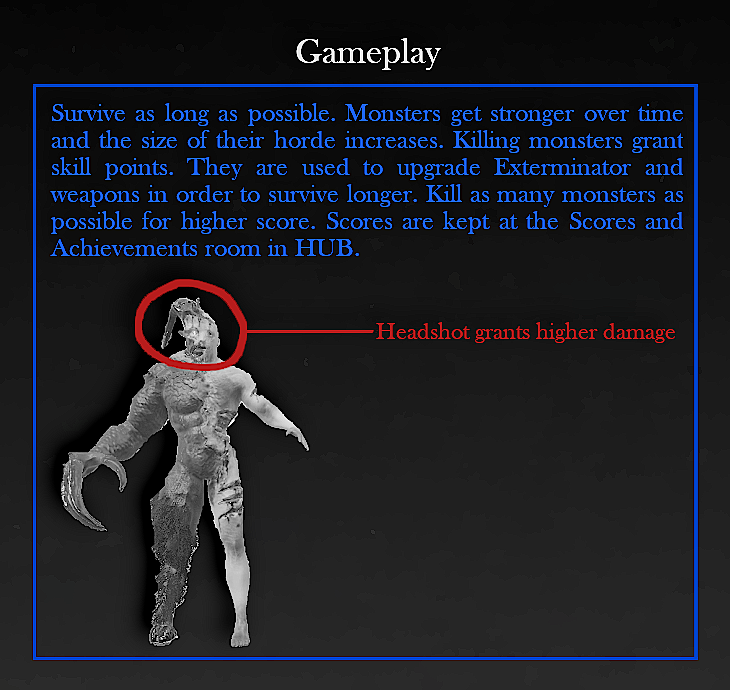 Gameplay
Survive as long as possible. Monsters get stronger over time
and the size of their horde increases. Killing monsters grant
skill points. They are used to upgrade Exterminator and
weapons in order to survive longer. Kill as many monsters as
possible for higher score. Scores are kept at the Scores and
Achievements room in HUB.
Headshot grants higher damage